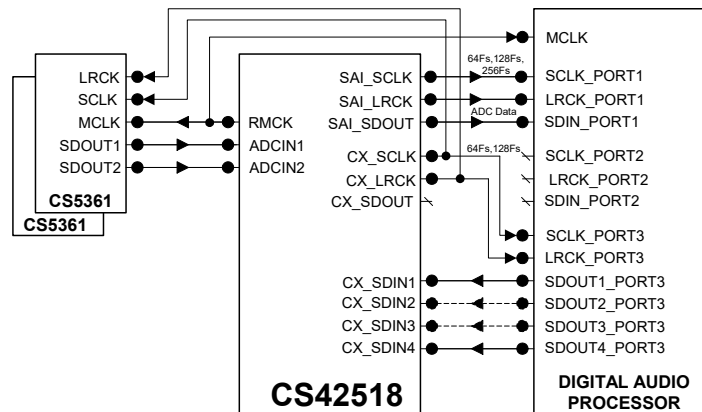 LRCK
SCLK
MCLK
SDOUT1
SDOUT2
CS5361
CS5361
RMCK
ADCIN1
ADCIN2
SAI_SCLK
SAI_LRCK
SAI_SDOUT
CX_SCLK
CX_LRCK
CX_SDOUT
CX_SDIN1
CX_SDIN2
CX_SDIN3
CX_SDIN4
CS42518
64Fs,128Fs,
256Fs
ADC Data
64Fs,128Fs
MCLK
SCLK_PORT1
LRCK_PORT1
SDIN_PORT1
SCLK_PORT2
LRCK_PORT2
SDIN_PORT2
SCLK_PORT3
LRCK_PORT3
SDOUT1_PORT3
SDOUT2_PORT3
SDOUT3_PORT3
SDOUT4_PORT3
DIGITAL AUDIO
PROCESSOR